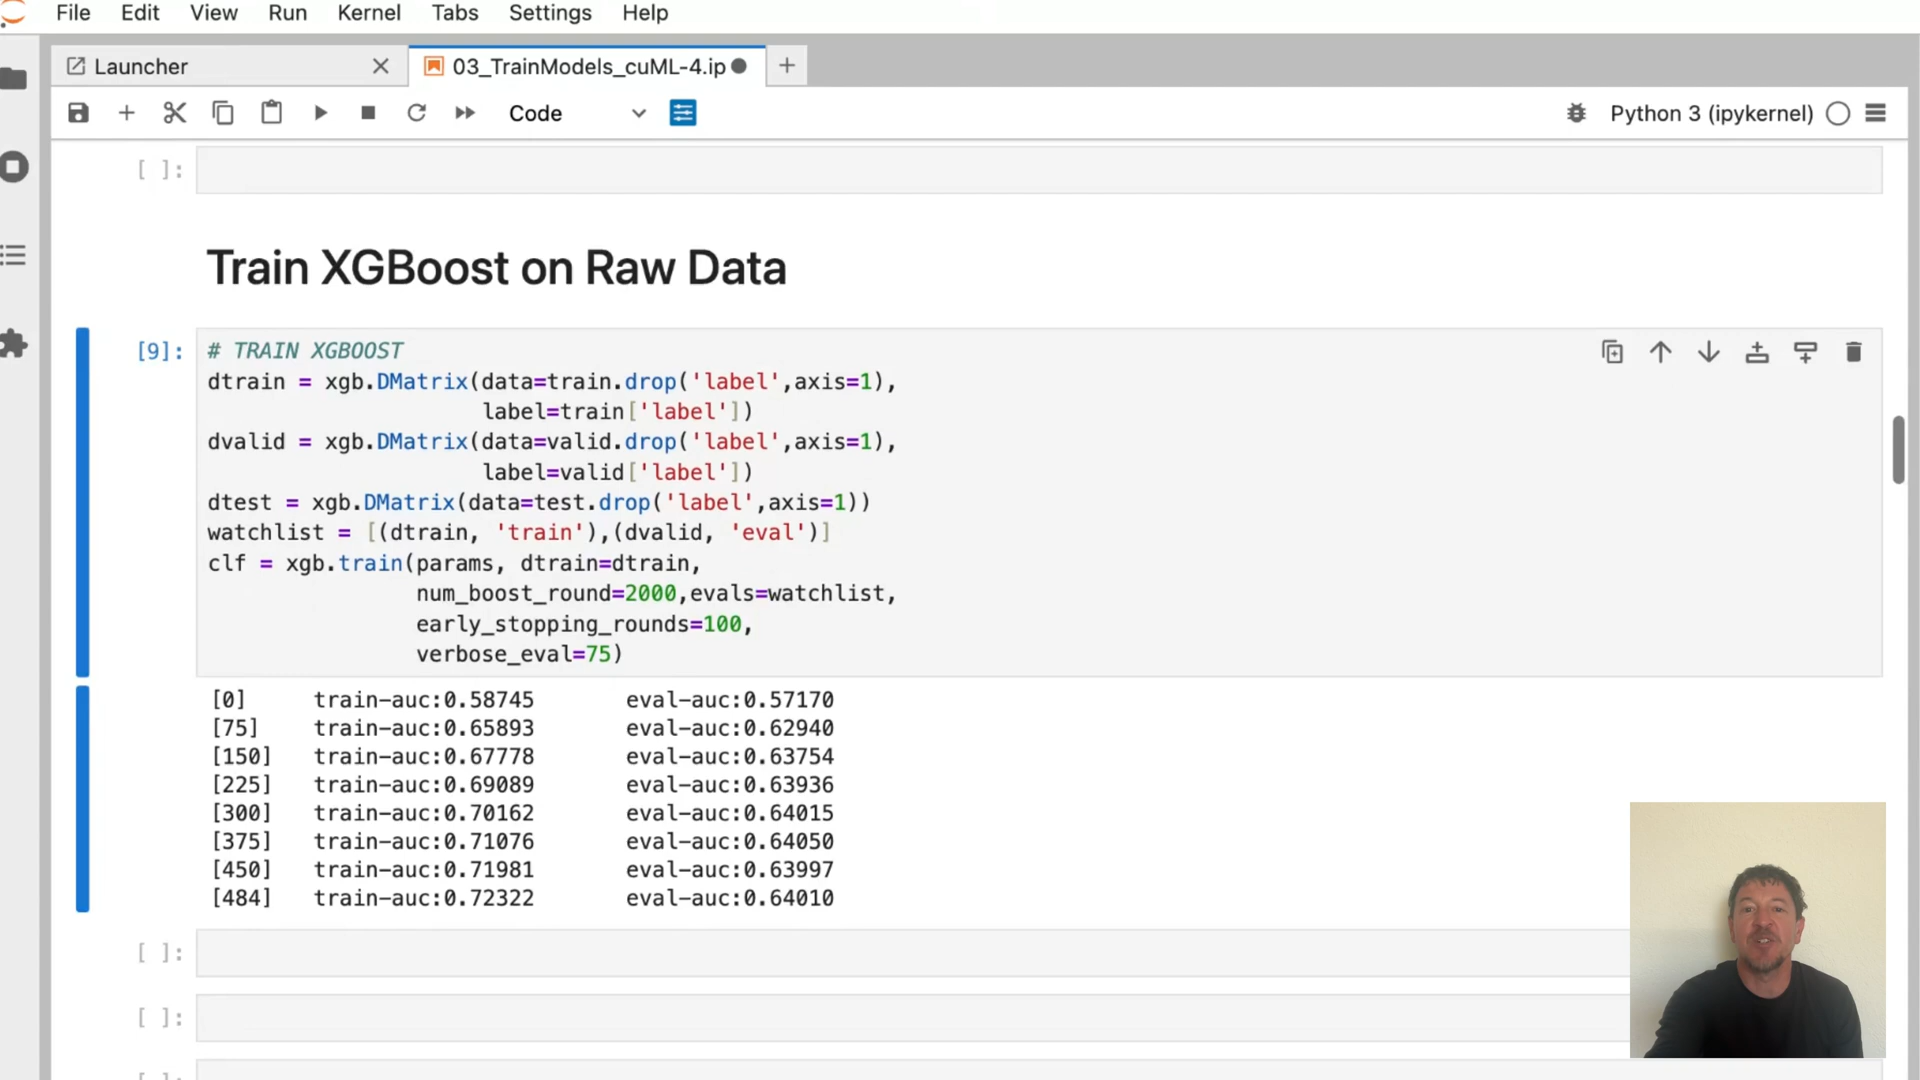 File Edit View Run Kernel Tabs Settings Help
Launcher 03_TrainModels_cuML-4.ip
Code Python 3 (ipykernel)
[ ]:
Train XGBoost on Raw Data
[9]: # TRAIN XGBOOST
dtrain = xgb.DMatrix(data=train.drop('label',axis=1),
label=train['label'])
dvalid = xgb.DMatrix(data=valid.drop('label',axis=1),
label=valid['label'])
dtest = xgb.DMatrix(data=test.drop('label',axis=1))
watchlist = [(dtrain, 'train'),(dvalid, 'eval')]
clf = xgb.train(params, dtrain=dtrain,
num_boost_round=2000,evals=watchlist,
early_stopping_rounds=100,
verbose_eval=75)
[0] train-auc:0.58745 eval-auc:0.57170
[75] train-auc:0.65893 eval-auc:0.62940
[150] train-auc:0.67778 eval-auc:0.63754
[225] train-auc:0.69089 eval-auc:0.63936
[300] train-auc:0.70162 eval-auc:0.64015
[375] train-auc:0.71076 eval-auc:0.64050
[450] train-auc:0.71981 eval-auc:0.63997
[484] train-auc:0.72322 eval-auc:0.64010
[ ]:
[ ]:
[ ]: